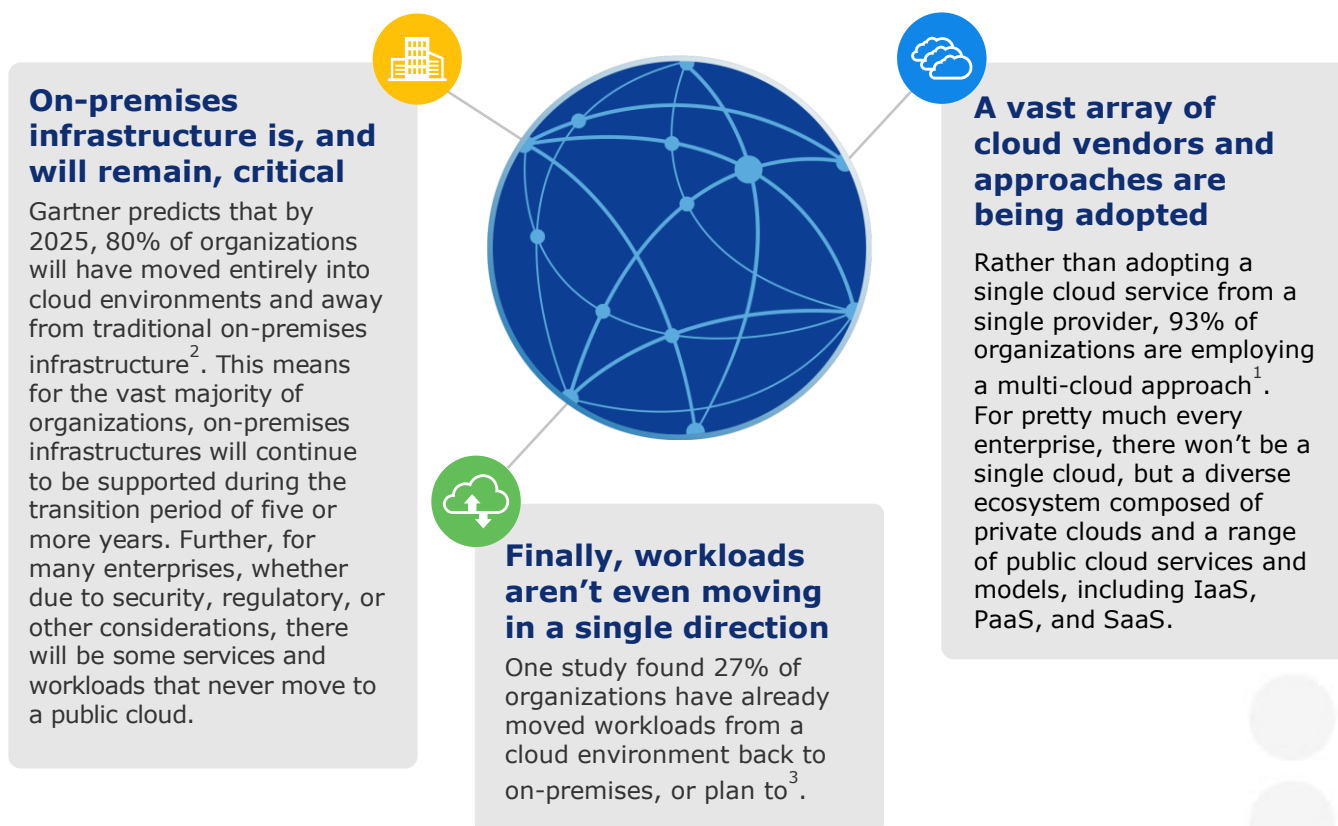 On-premises
infrastructure is, and
will remain, critical
Gartner predicts that by
2025, 80% of organizations
will have moved entirely into
cloud environments and away
from traditional on-premises
infrastructure². This means
for the vast majority of
organizations, on-premises
infrastructures will continue
to be supported during the
transition period of five or
more years. Further, for
many enterprises, whether
due to security, regulatory, or
other considerations, there
will be some services and
workloads that never move to
a public cloud.
Finally, workloads
aren’t even moving
in a single direction
One study found 27% of
organizations have already
moved workloads from a
cloud environment back to
on-premises, or plan to³.
A vast array of
cloud vendors and
approaches are
being adopted
Rather than adopting a
single cloud service from a
single provider, 93% of
organizations are employing
a multi-cloud approach¹.
For pretty much every
enterprise, there won’t be a
single cloud, but a diverse
ecosystem composed of
private clouds and a range
of public cloud services and
models, including IaaS,
PaaS, and SaaS.